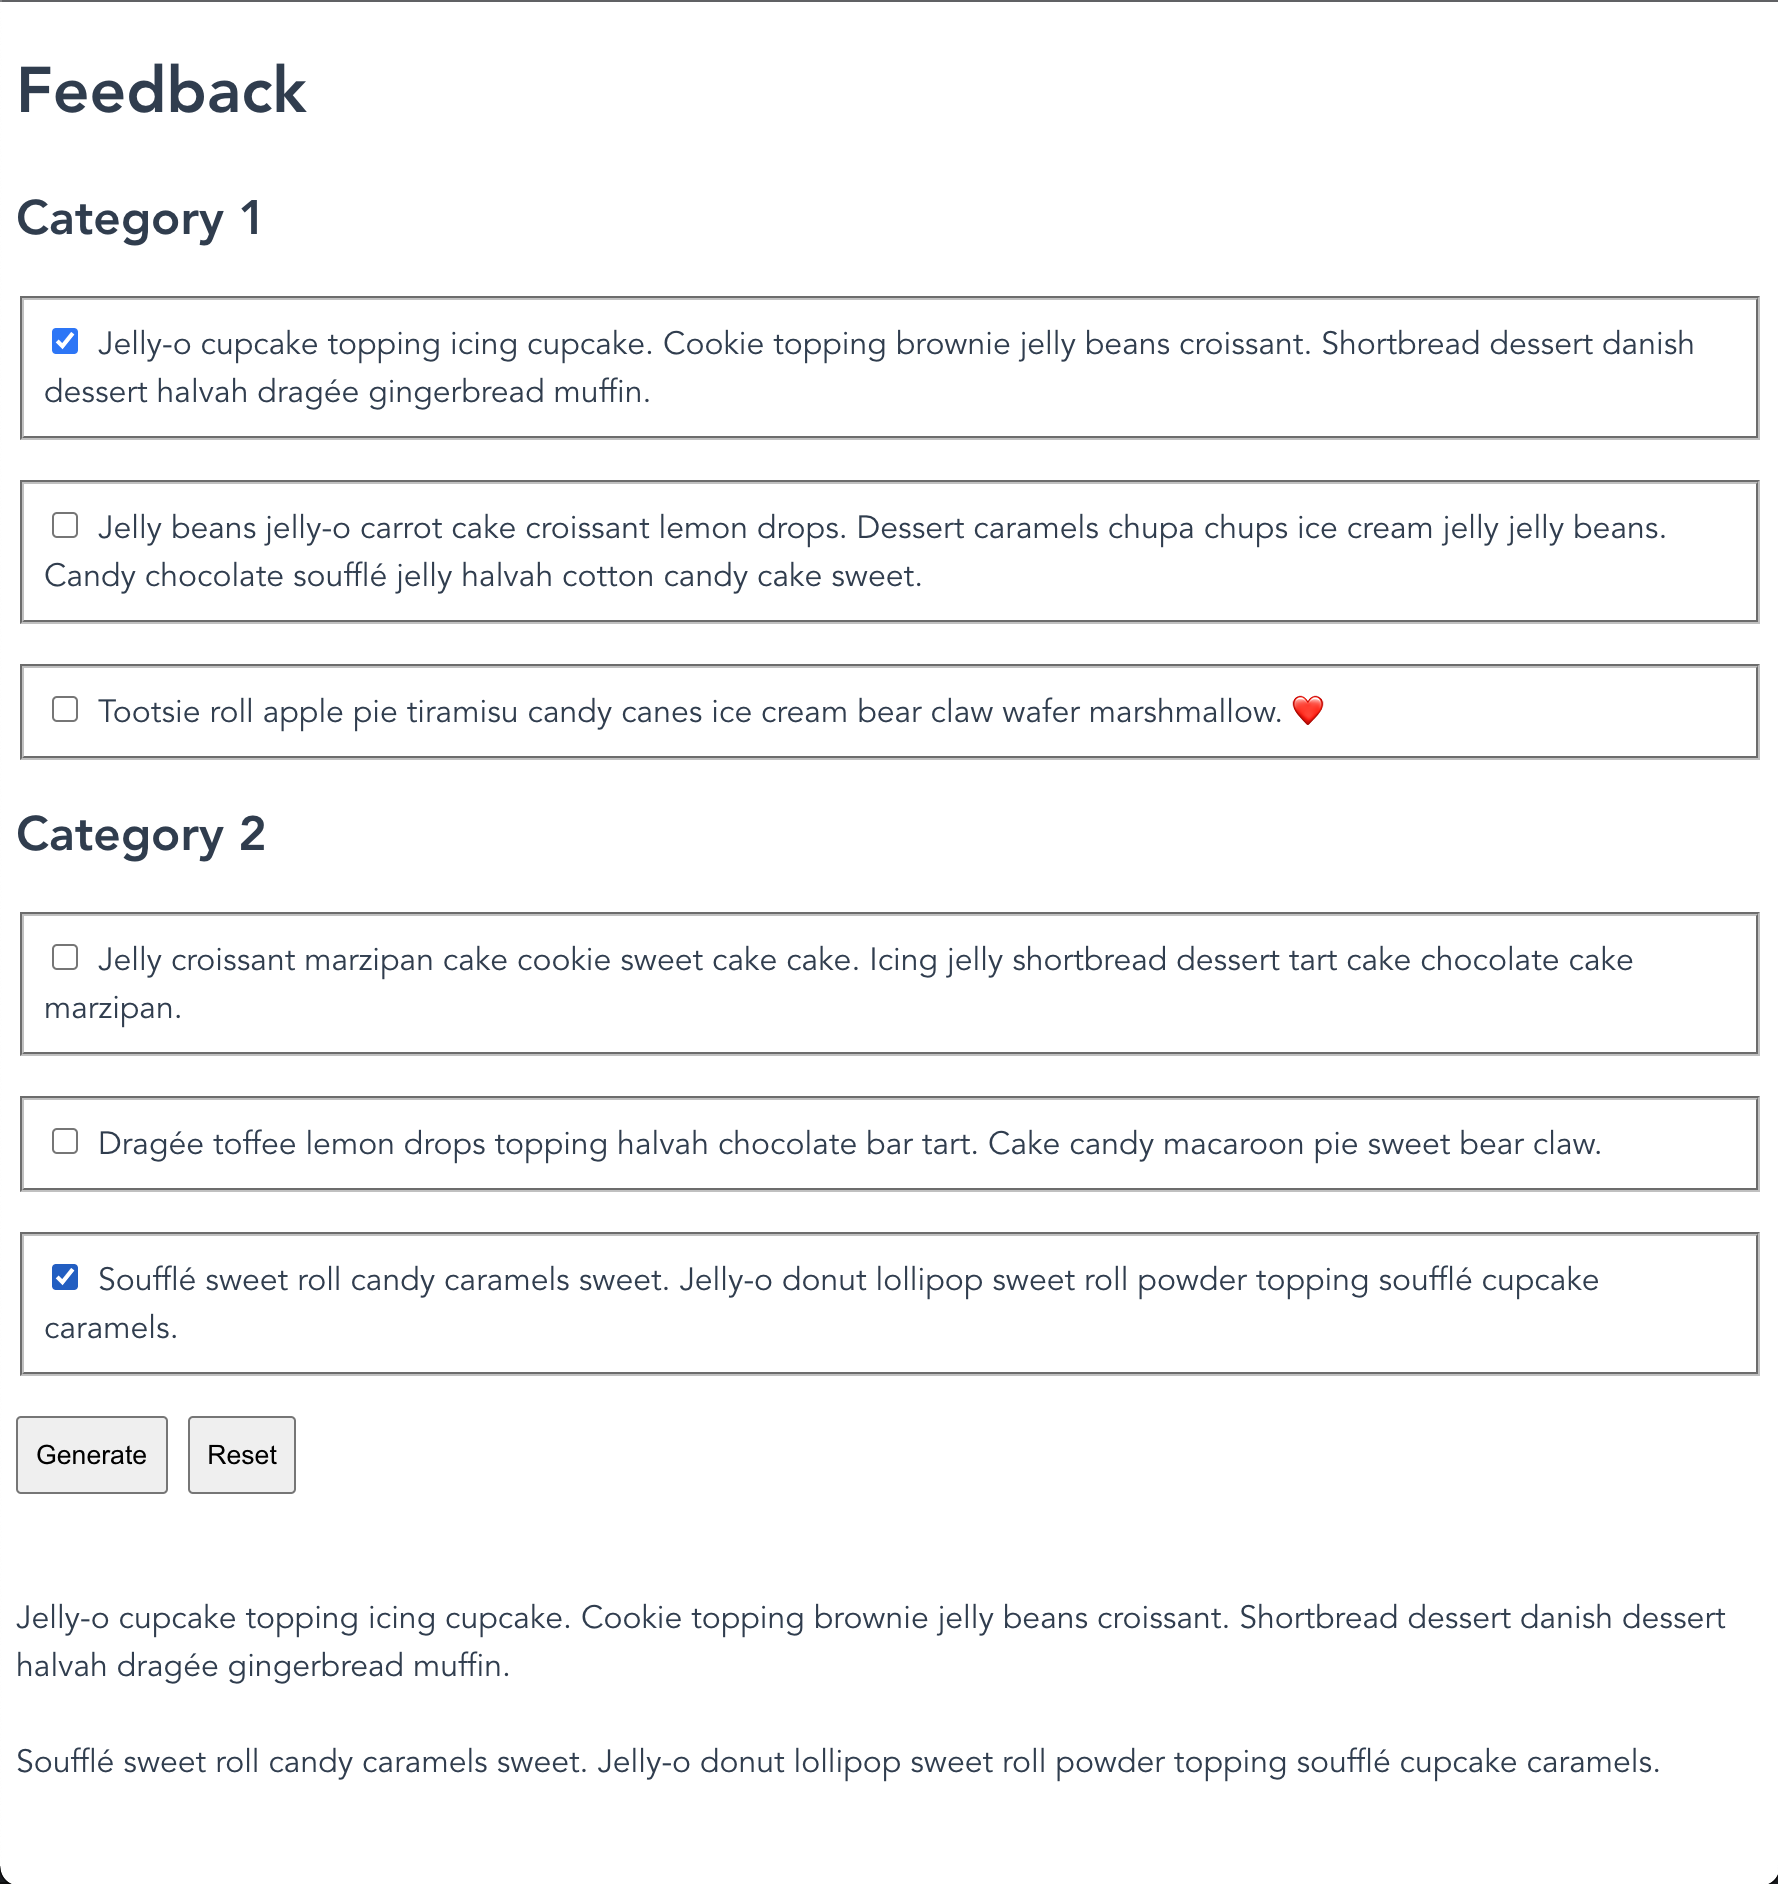 Feedback
Category 1
Jelly-o cupcake topping icing cupcake. Cookie topping brownie jelly beans croissant. Shortbread dessert danish
dessert halvah dragée gingerbread muffin.
Jelly beans jelly-o carrot cake croissant lemon drops. Dessert caramels chupa chups ice cream jelly jelly beans.
Candy chocolate soufflé jelly halvah cotton candy cake sweet.
Tootsie roll apple pie tiramisu candy canes ice cream bear claw wafer marshmallow. ❤️
Category 2
Jelly croissant marzipan cake cookie sweet cake cake. Icing jelly shortbread dessert tart cake chocolate cake
marzipan.
Dragée toffee lemon drops topping halvah chocolate bar tart. Cake candy macaroon pie sweet bear claw.
Soufflé sweet roll candy caramels sweet. Jelly-o donut lollipop sweet roll powder topping soufflé cupcake
caramels.
Generate Reset
Jelly-o cupcake topping icing cupcake. Cookie topping brownie jelly beans croissant. Shortbread dessert danish dessert
halvah dragée gingerbread muffin.
Soufflé sweet roll candy caramels sweet. Jelly-o donut lollipop sweet roll powder topping soufflé cupcake caramels.